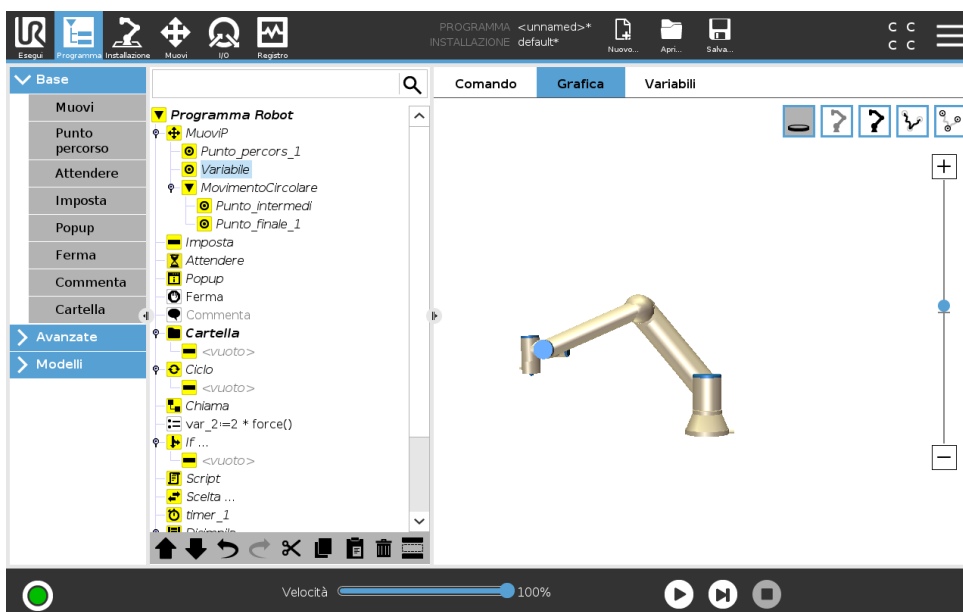 UR
PROGRAMMA <unnamed>*
INSTALLAZIONE default*
Esegui
Programma
Installazione
Muovi
I/O
Registro
Nuovo...
Apri...
Salva...
C C
C C
Base
Muovi
Punto
percorso
Attendere
Imposta
Popup
Ferma
Commenta
Cartella
Avanzate
Modelli
Programma Robot
MuoviP
Punto_percors_1
Variabile
MovimentoCircolare
Punto_intermedi
Punto_finale_1
Imposta
Attendere
Popup
Ferma
Commenta
Cartella
<vuoto>
Ciclo
<vuoto>
Chiama
var_2:=2 * force()
If ...
<vuoto>
Script
Scelta ...
timer_1
Comando
Grafica
Variabili
Velocità
100%